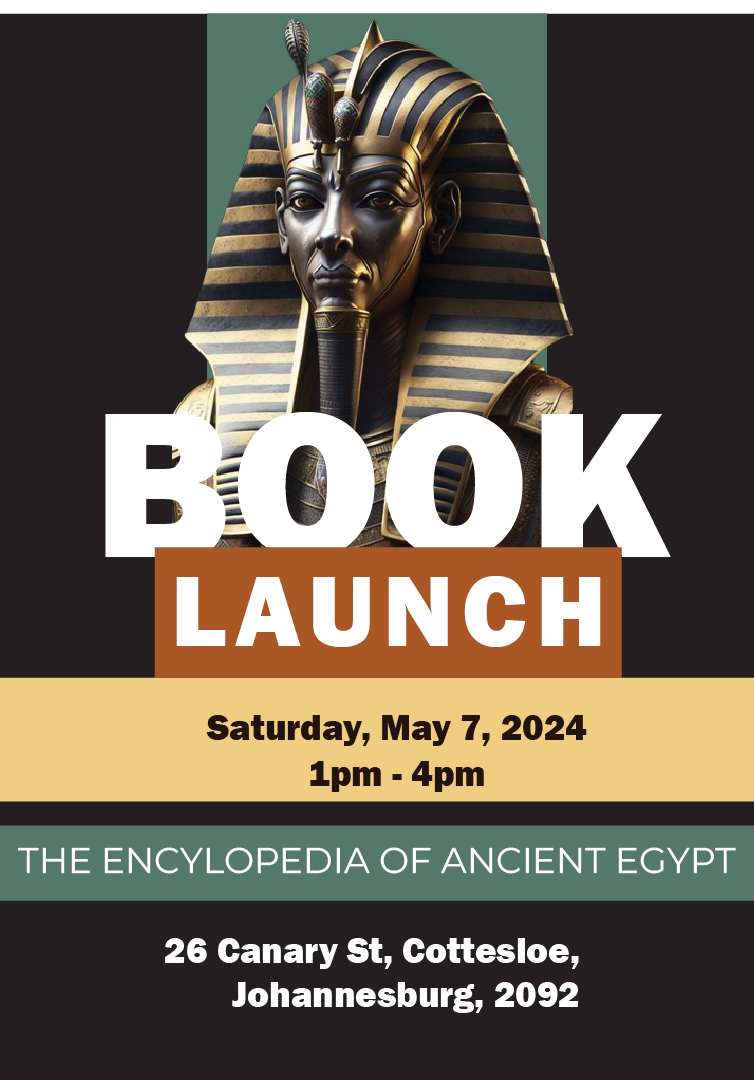 BOOK
LAUNCH
Saturday, May 7, 2024
1pm - 4pm
THE ENCYLOPEDIA OF ANCIENT EGYPT
26 Canary St, Cottesloe,
Johannesburg, 2092